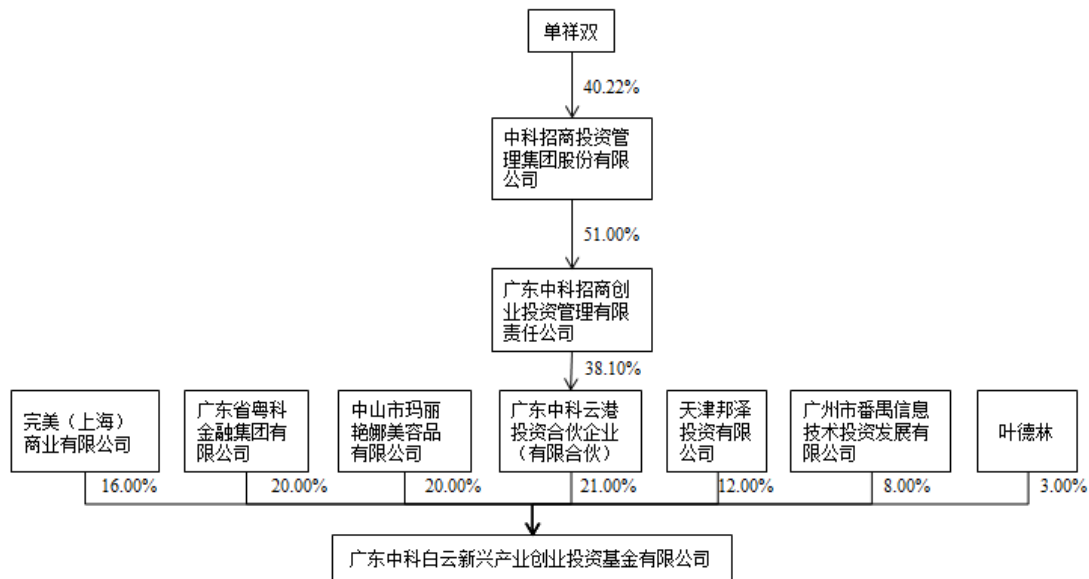 单祥双
40.22%
中科招商投资管
理集团股份有限
公司
51.00%
广东中科招商创
业投资管理有限
责任公司
38.10%
完美（上海）
商业有限公司
广东省粤科
金融集团有
限公司
中山市玛丽
艳娜美容品
有限公司
广东中科云港
投资合伙企业
（有限合伙）
天津邦泽
投资有限
公司
广州市番禺信息
技术投资发展有
限公司
叶德林
16.00%
20.00%
20.00%
21.00%
12.00%
8.00%
3.00%
广东中科白云新兴产业创业投资基金有限公司